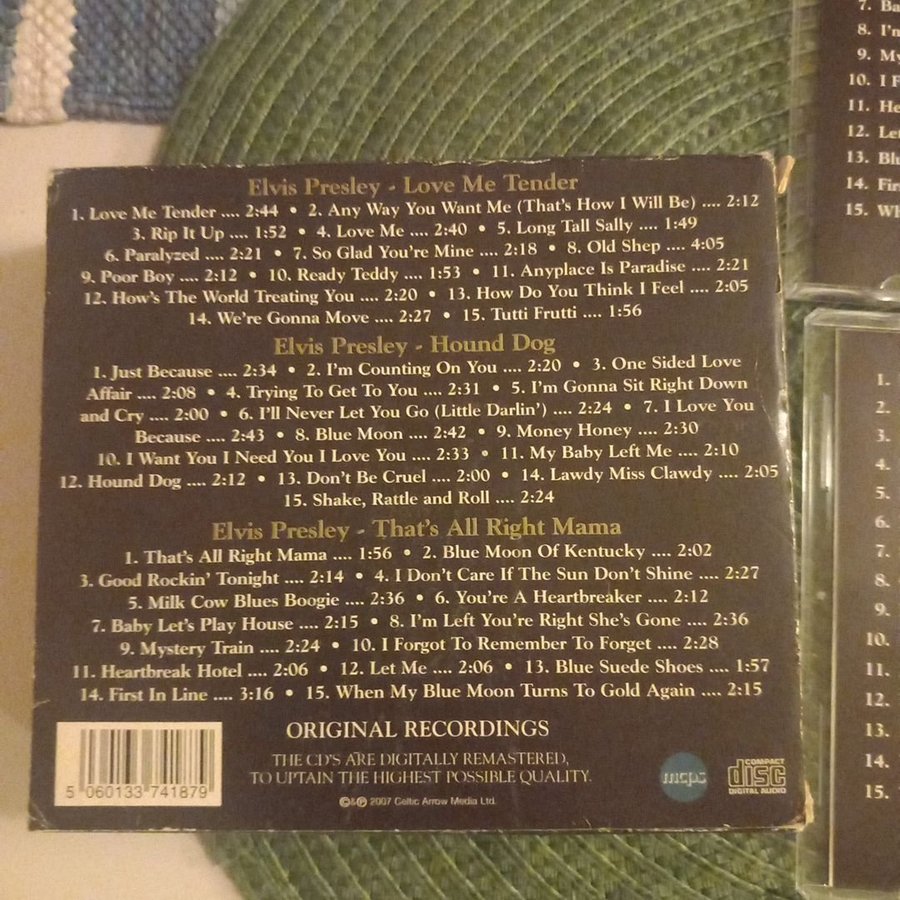 Elvis Presley - Love Me Tender
1. Love Me Tender .... 2:44 • 2. Any Way You Want Me (That's How I Will Be) .... 2:12
3. Rip It Up .... 1:52 • 4. Love Me .... 2:40 • 5. Long Tall Sally .... 1:49
6. Paralyzed .... 2:21 • 7. So Glad You're Mine .... 2:18 • 8. Old Shep .... 4:05
9. Poor Boy .... 2:12 • 10. Ready Teddy .... 1:53 • 11. Anyplace Is Paradise .... 2:21
12. How's The World Treating You .... 2:20 • 13. How Do You Think I Feel .... 2:05
14. We're Gonna Move .... 2:27 • 15. Tutti Frutti .... 1:56
Elvis Presley - Hound Dog
1. Just Because .... 2:34 • 2. I'm Counting On You .... 2:20 • 3. One Sided Love
Affair .... 2:08 • 4. Trying To Get To You .... 2:31 • 5. I'm Gonna Sit Right Down
and Cry .... 2:00 • 6. I'll Never Let You Go (Little Darlin') .... 2:24 • 7. I Love You
Because .... 2:43 • 8. Blue Moon .... 2:42 • 9. Money Honey .... 2:30
10. I Want You I Need You I Love You .... 2:33 • 11. My Baby Left Me .... 2:10
12. Hound Dog .... 2:12 • 13. Don't Be Cruel .... 2:00 • 14. Lawdy Miss Clawdy .... 2:05
15. Shake, Rattle and Roll .... 2:24
Elvis Presley - That's All Right Mama
1. That's All Right Mama .... 1:56 • 2. Blue Moon Of Kentucky .... 2:02
3. Good Rockin' Tonight .... 2:14 • 4. I Don't Care If The Sun Don't Shine .... 2:27
5. Milk Cow Blues Boogie .... 2:36 • 6. You're A Heartbreaker .... 2:12
7. Baby Let's Play House .... 2:15 • 8. I'm Left You're Right She's Gone .... 2:36
9. Mystery Train .... 2:24 • 10. I Forgot To Remember To Forget .... 2:28
11. Heartbreak Hotel .... 2:06 • 12. Let Me .... 2:06 • 13. Blue Suede Shoes .... 1:57
14. First In Line .... 3:16 • 15. When My Blue Moon Turns To Gold Again .... 2:15
ORIGINAL RECORDINGS
THE CD'S ARE DIGITALLY REMASTERED,
TO UPTAIN THE HIGHEST POSSIBLE QUALITY.
℗&© 2007 Celtic Arrow Media Ltd.
5 060133 741879
mcps
COMPACT
disc
DIGITAL AUDIO
7. Ba
8. I'm
9. My
10. I F
11. He
12. Let
13. Blu
14. Firs
15. Wh
1.
2.
3.
4.
5.
6.
7.
8.
9.
10.
11.
12.
13.
14.
15.